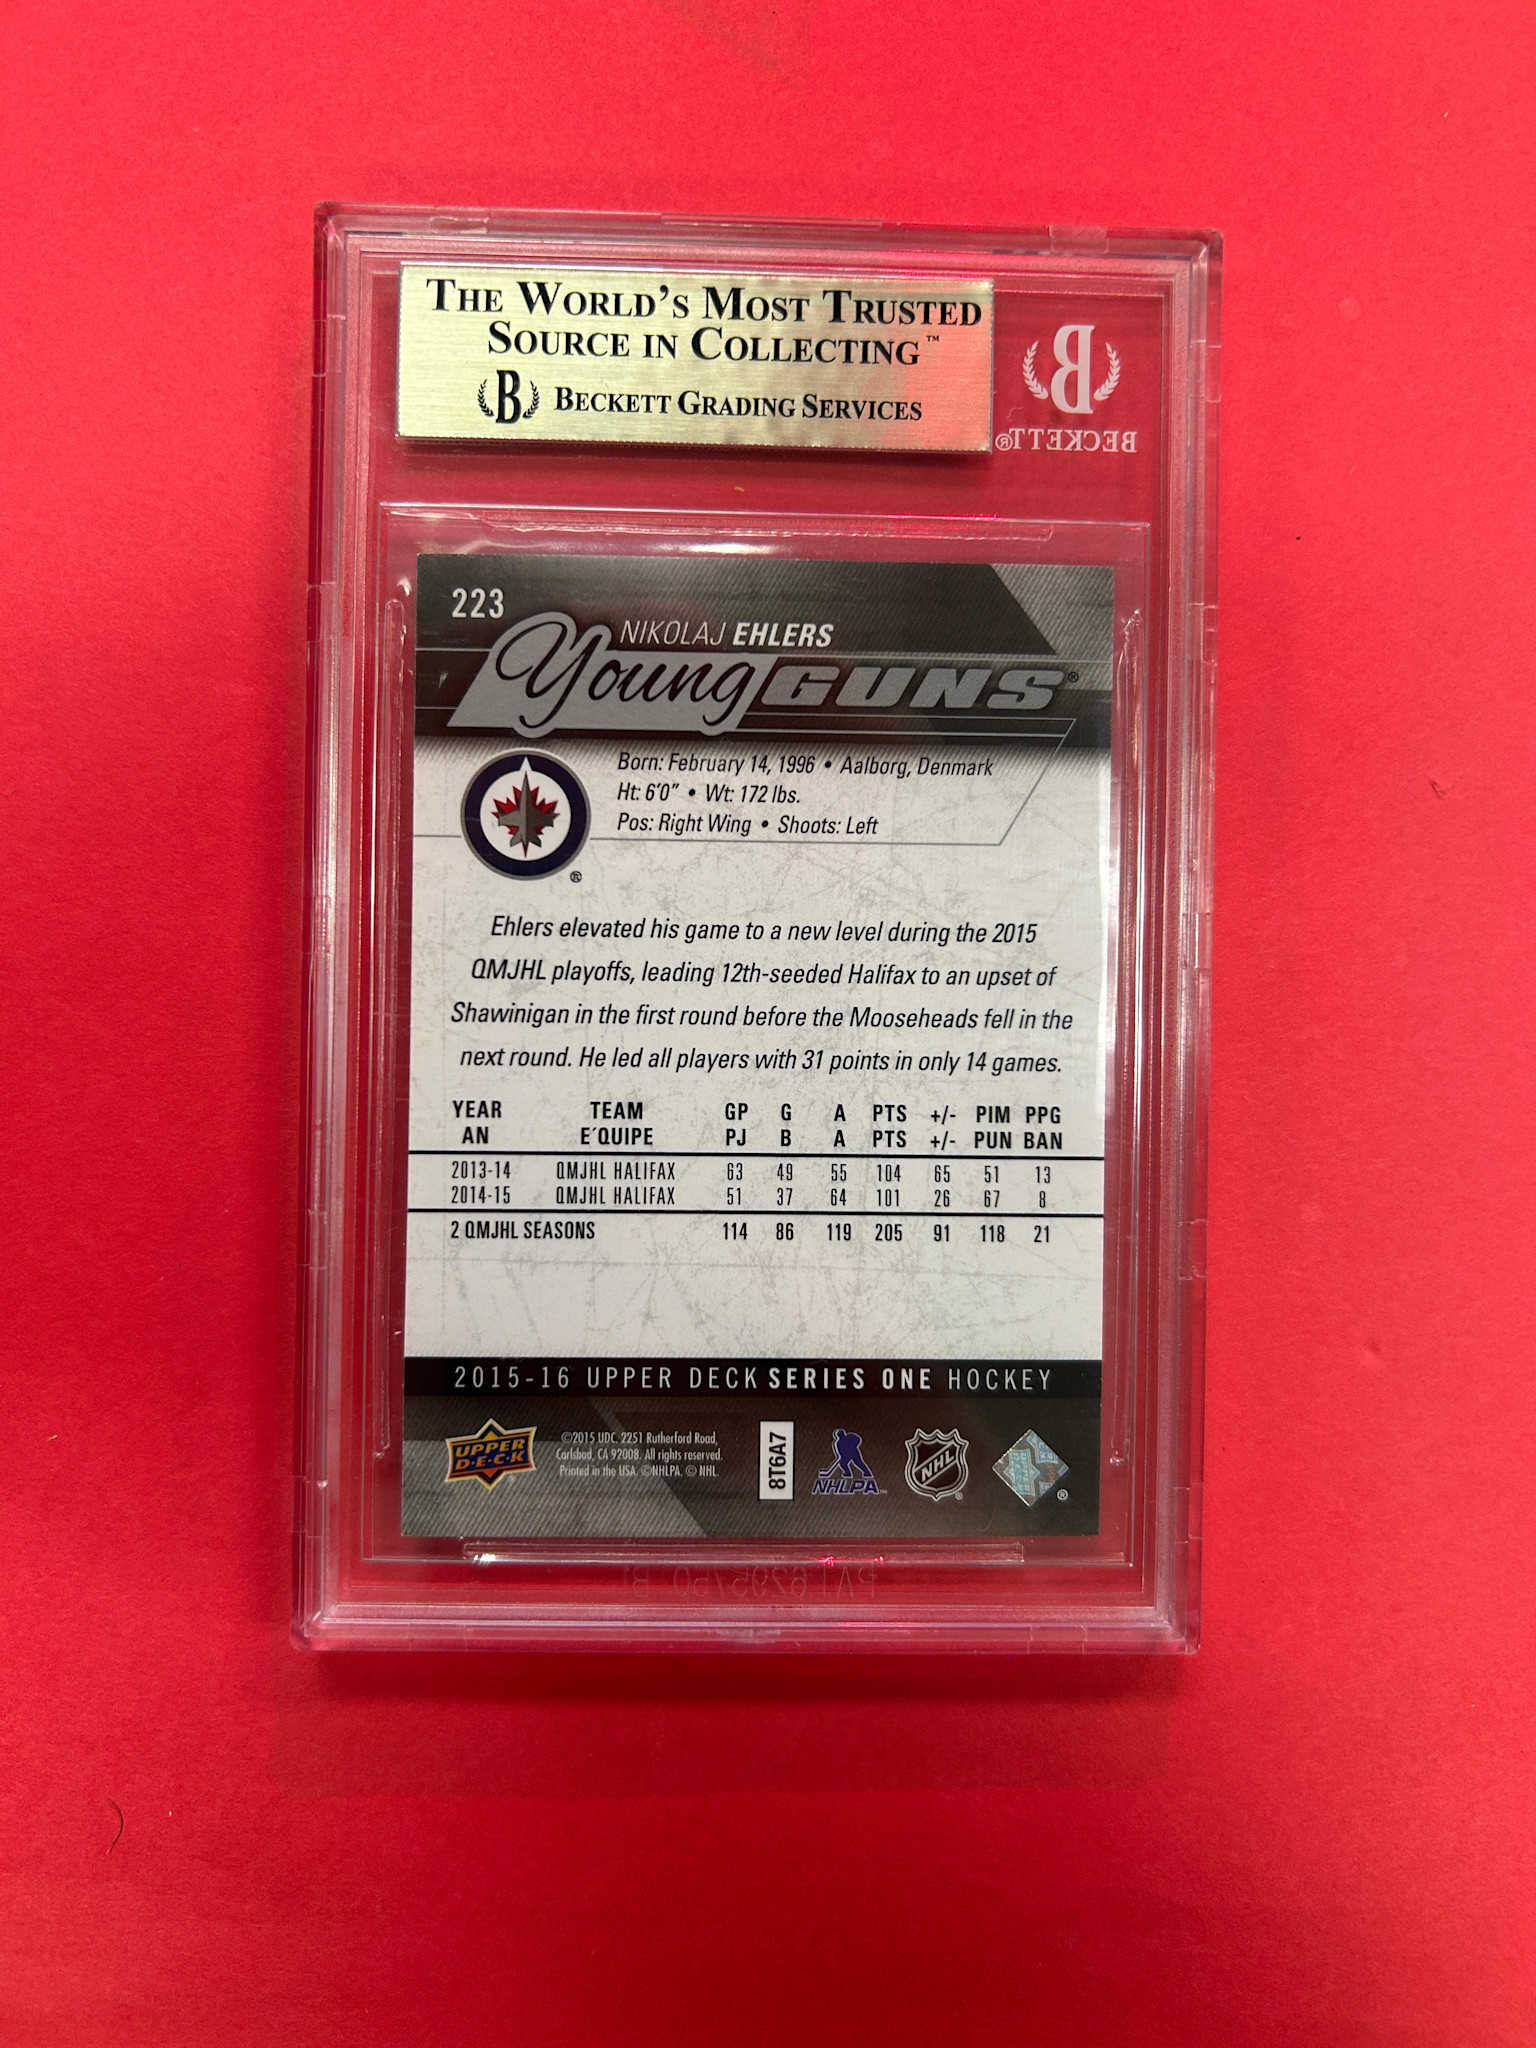 THE WORLD'S MOST TRUSTED
SOURCE IN COLLECTING™
B BECKETT GRADING SERVICES
B
BECKETT®
223
NIKOLAJ EHLERS
Young GUNS®
Born: February 14, 1996 • Aalborg, Denmark
Ht: 6'0" • Wt: 172 lbs.
Pos: Right Wing • Shoots: Left
®
Ehlers elevated his game to a new level during the 2015
QMJHL playoffs, leading 12th-seeded Halifax to an upset of
Shawinigan in the first round before the Mooseheads fell in the
next round. He led all players with 31 points in only 14 games.
YEAR TEAM GP G A PTS +/- PIM PPG
AN E´QUIPE PJ B A PTS +/- PUN BAN
2013-14 QMJHL HALIFAX 63 49 55 104 65 51 13
2014-15 QMJHL HALIFAX 51 37 64 101 26 67 8
2 QMJHL SEASONS 114 86 119 205 91 118 21
2015-16 UPPER DECK SERIES ONE HOCKEY
UPPER
D·E·C·K
©2015 UDC. 2251 Rutherford Road,
Carlsbad, CA 92008. All rights reserved.
Printed in the USA. ©NHLPA. © NHL.
8T6A7
NHLPA™
NHL®
®